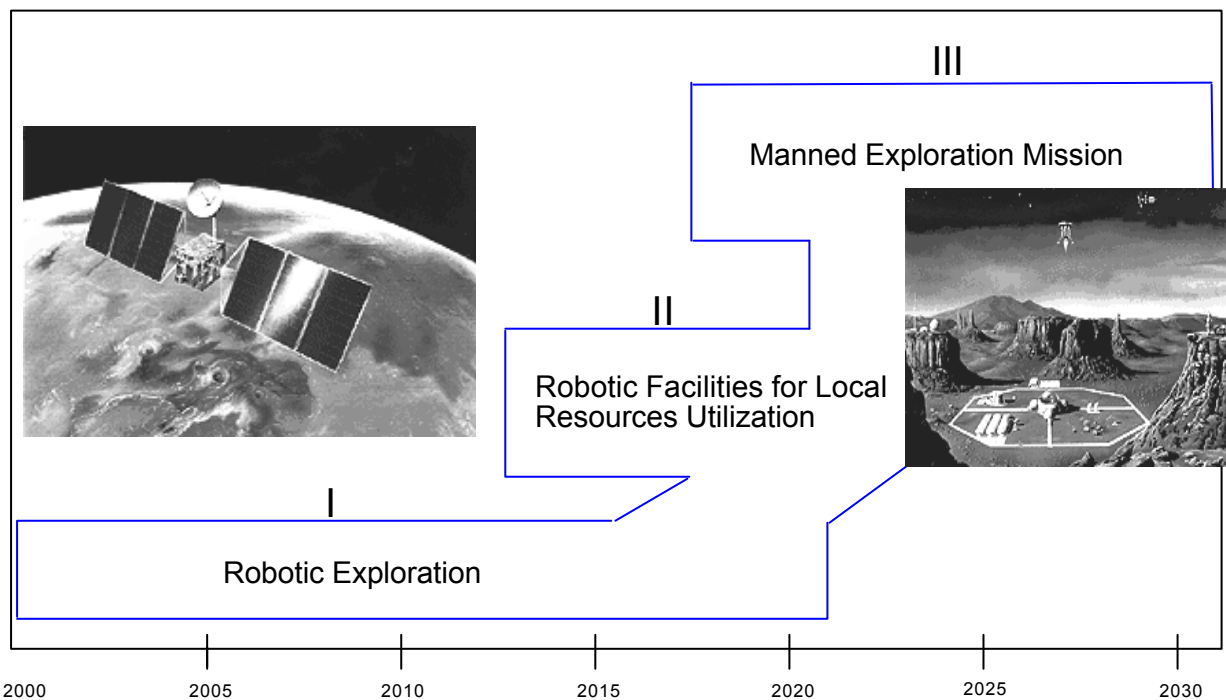 III
Manned Exploration Mission
II
Robotic Facilities for Local
Resources Utilization
I
Robotic Exploration
2000 2005 2010 2015 2020 2025 2030